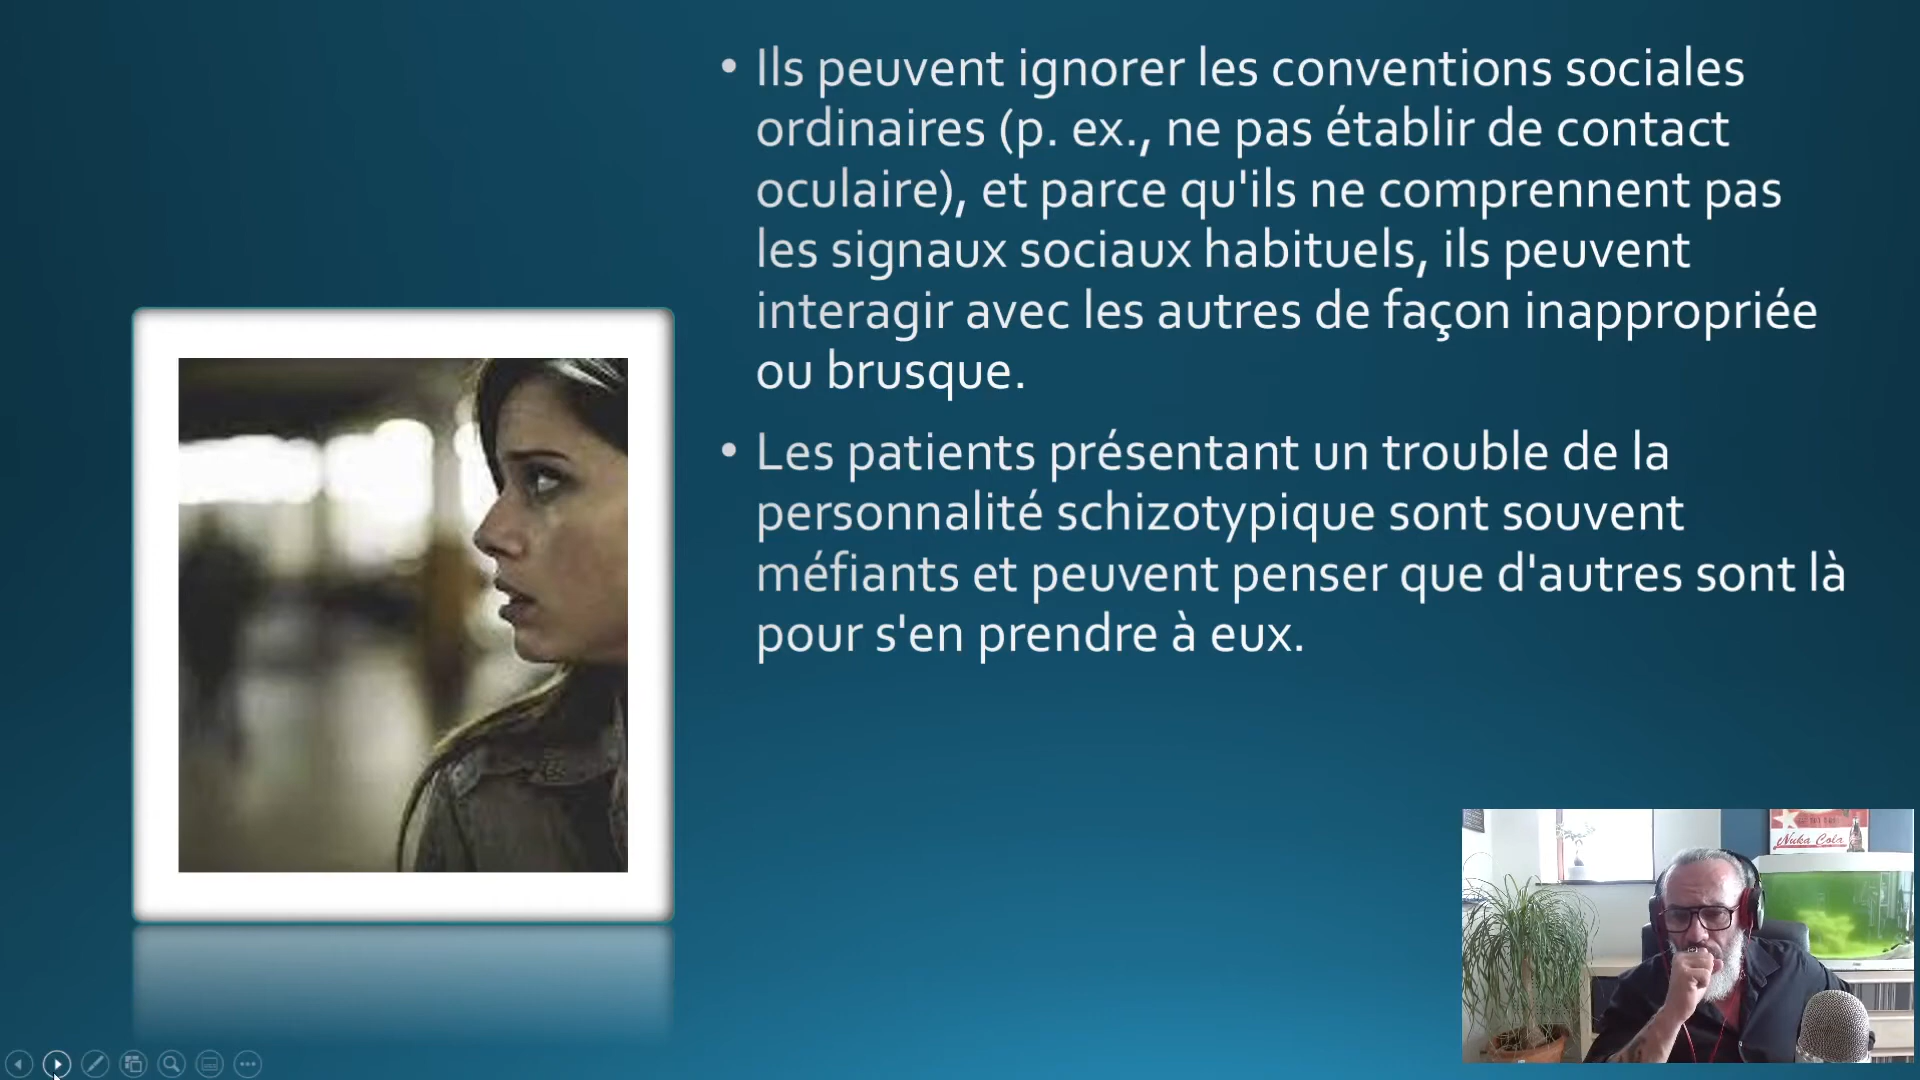 • Ils peuvent ignorer les conventions sociales
ordinaires (p. ex., ne pas établir de contact
oculaire), et parce qu'ils ne comprennent pas
les signaux sociaux habituels, ils peuvent
interagir avec les autres de façon inappropriée
ou brusque.
• Les patients présentant un trouble de la
personnalité schizotypique sont souvent
méfiants et peuvent penser que d'autres sont là
pour s'en prendre à eux.
Nuka Cola